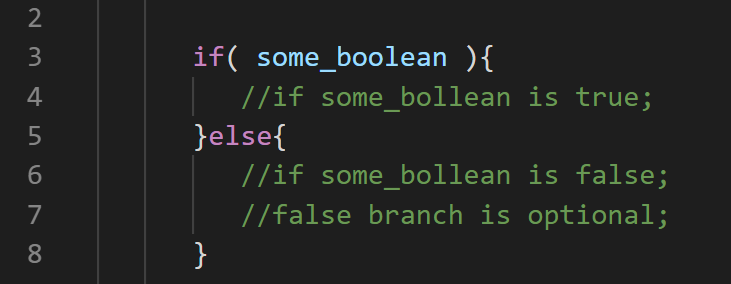 2
3 if( some_boolean ){
4 //if some_bollean is true;
5 }else{
6 //if some_bollean is false;
7 //false branch is optional;
8 }